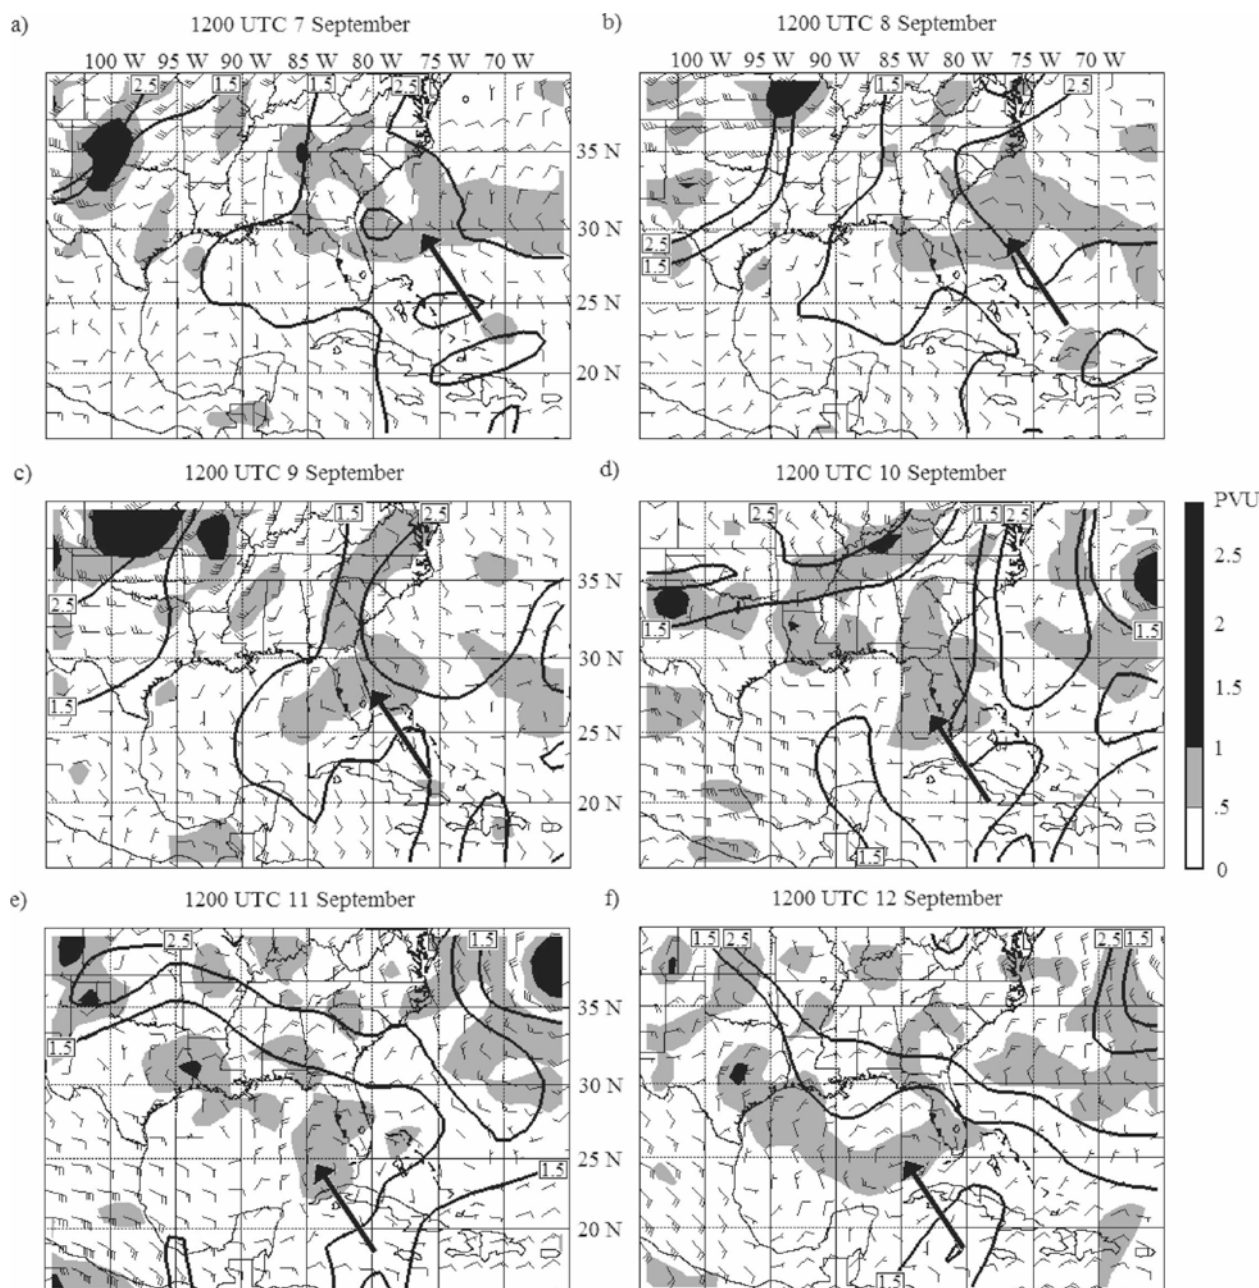 a) 1200 UTC 7 September
b) 1200 UTC 8 September
100 W 95 W 90 W 85 W 80 W 75 W 70 W
100 W 95 W 90 W 85 W 80 W 75 W 70 W
2.5 1.5 1.5 2.5
1.5 2.5
35 N
30 N
2.5
1.5
25 N
20 N
c) 1200 UTC 9 September
d) 1200 UTC 10 September
1.5 2.5
2.5 1.5 2.5
PVU
2.5
35 N
2.5
1.5 1.5
2
30 N
1.5
1.5
25 N
1
20 N
.5
1.5
0
e) 1200 UTC 11 September
f) 1200 UTC 12 September
2.5 1.5
1.5 2.5 2.5 1.5
35 N
1.5
30 N
25 N
1.5
20 N
1.5